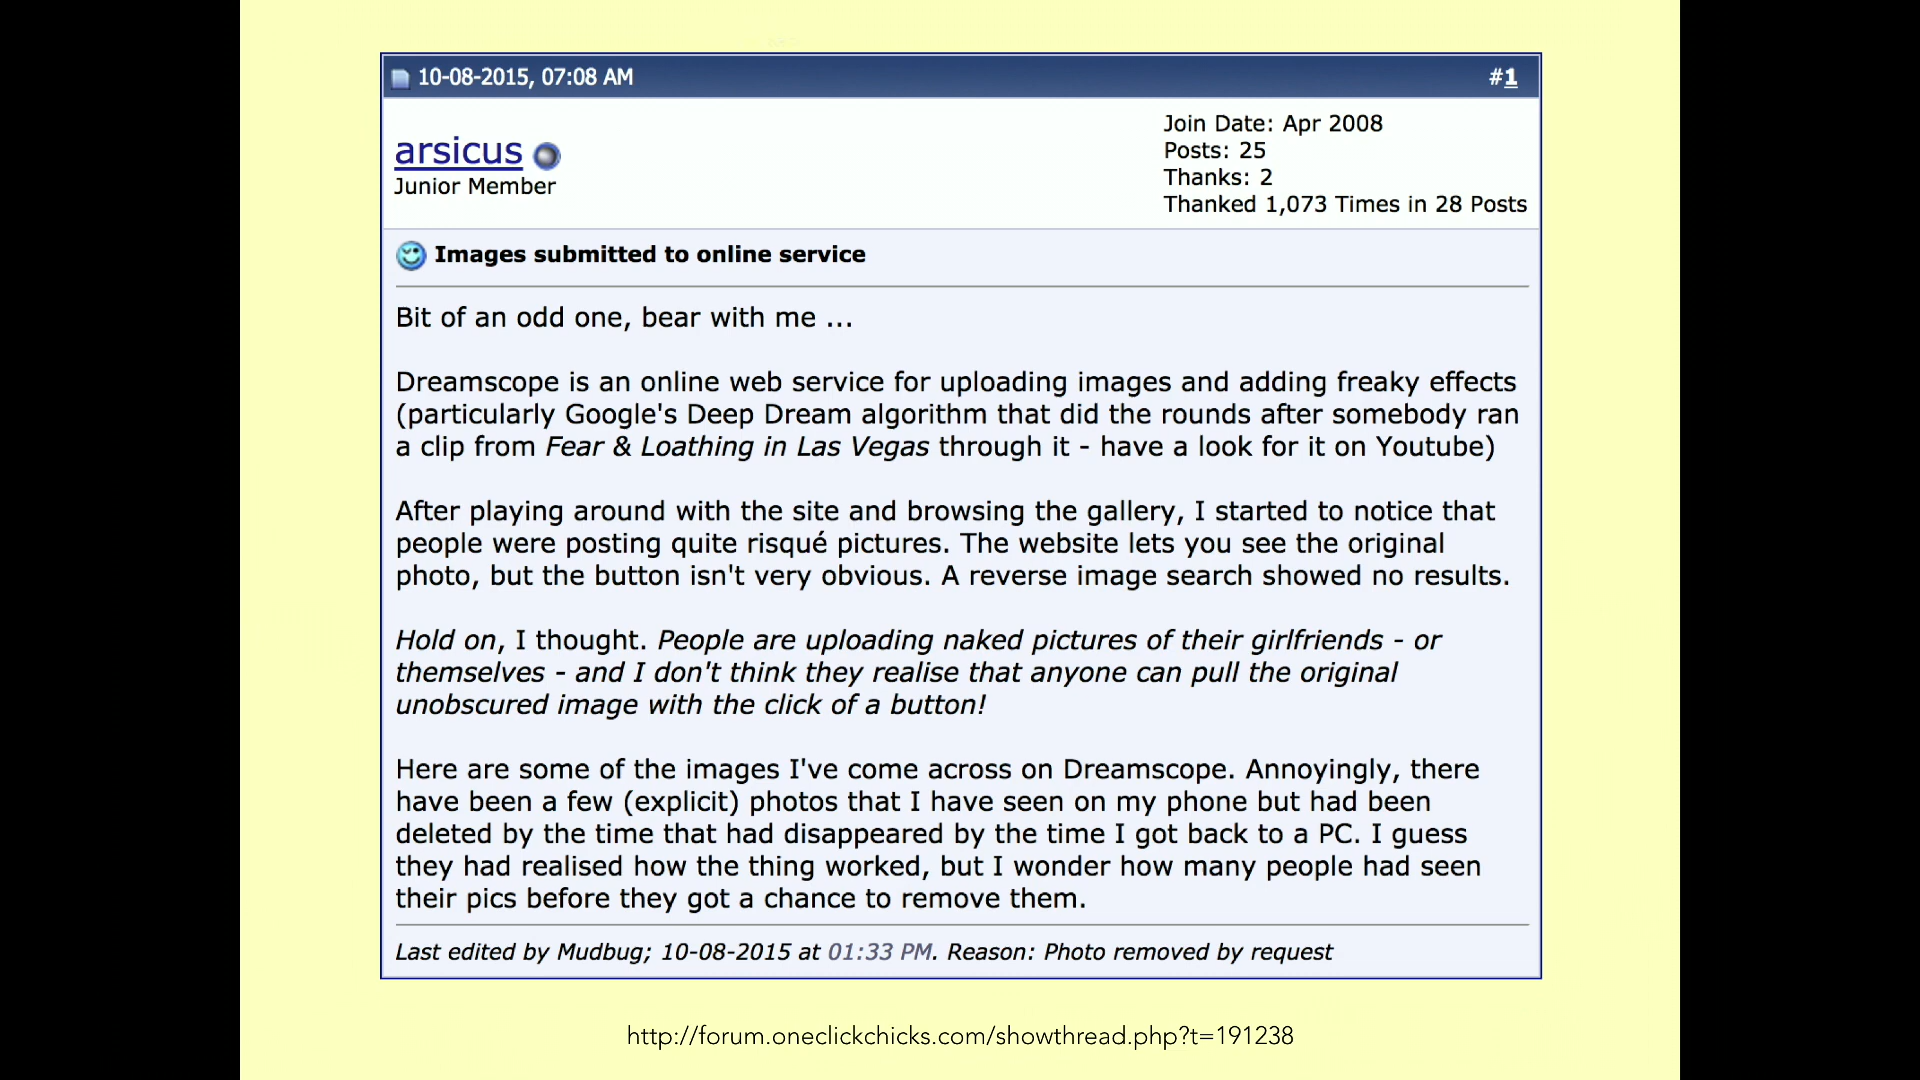 10-08-2015, 07:08 AM
#1
arsicus
Junior Member
Join Date: Apr 2008
Posts: 25
Thanks: 2
Thanked 1,073 Times in 28 Posts
Images submitted to online service
Bit of an odd one, bear with me ...
Dreamscope is an online web service for uploading images and adding freaky effects
(particularly Google's Deep Dream algorithm that did the rounds after somebody ran
a clip from Fear & Loathing in Las Vegas through it - have a look for it on Youtube)
After playing around with the site and browsing the gallery, I started to notice that
people were posting quite risqué pictures. The website lets you see the original
photo, but the button isn't very obvious. A reverse image search showed no results.
Hold on, I thought. People are uploading naked pictures of their girlfriends - or
themselves - and I don't think they realise that anyone can pull the original
unobscured image with the click of a button!
Here are some of the images I've come across on Dreamscope. Annoyingly, there
have been a few (explicit) photos that I have seen on my phone but had been
deleted by the time that had disappeared by the time I got back to a PC. I guess
they had realised how the thing worked, but I wonder how many people had seen
their pics before they got a chance to remove them.
Last edited by Mudbug; 10-08-2015 at 01:33 PM. Reason: Photo removed by request
http://forum.oneclickchicks.com/showthread.php?t=191238